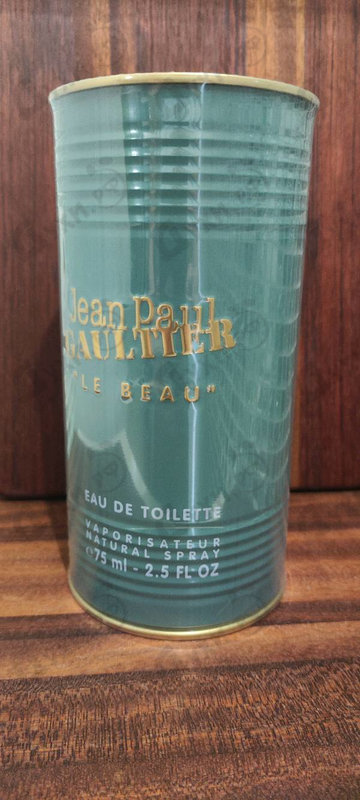 Jean Paul
GAULTIER
"LE BEAU"
EAU DE TOILETTE
VAPORISATEUR
NATURAL SPRAY
75 ml - 2.5 FL·OZ